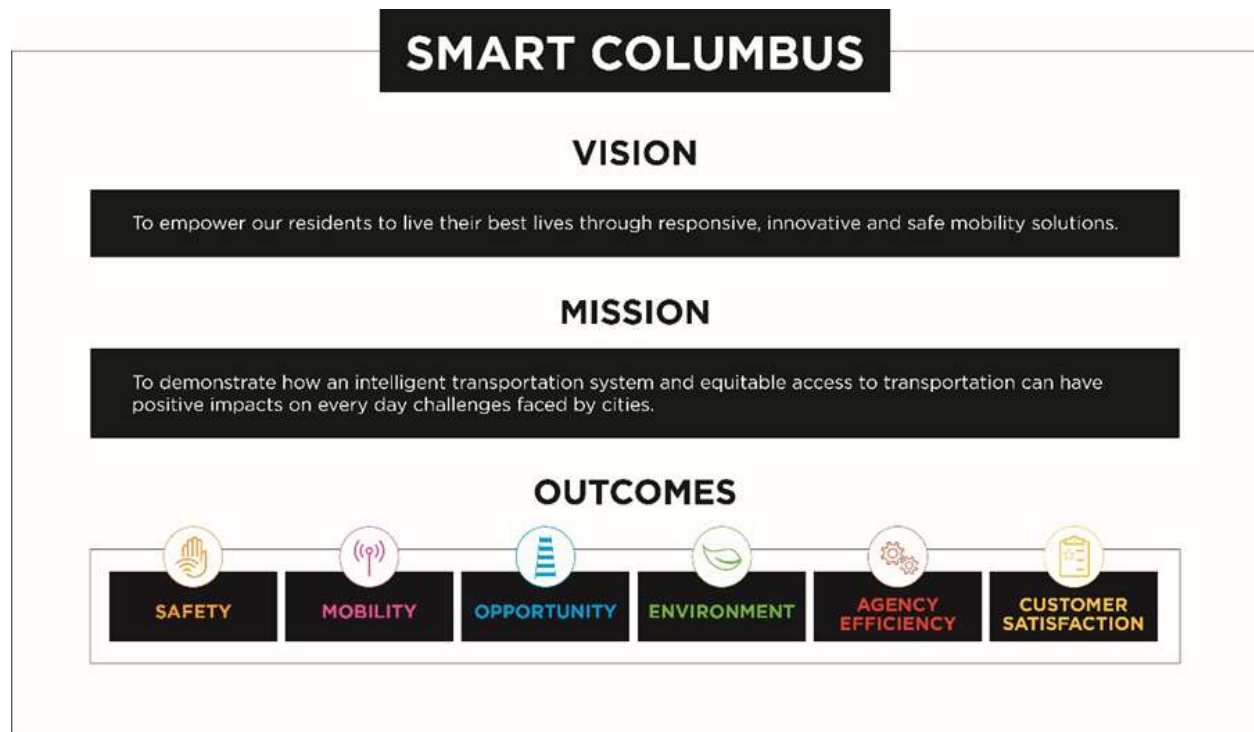 SMART COLUMBUS
VISION
To empower our residents to live their best lives through responsive, innovative and safe mobility solutions.
MISSION
To demonstrate how an intelligent transportation system and equitable access to transportation can have
positive impacts on every day challenges faced by cities.
OUTCOMES
SAFETY
MOBILITY
OPPORTUNITY
ENVIRONMENT
AGENCY
EFFICIENCY
CUSTOMER
SATISFACTION